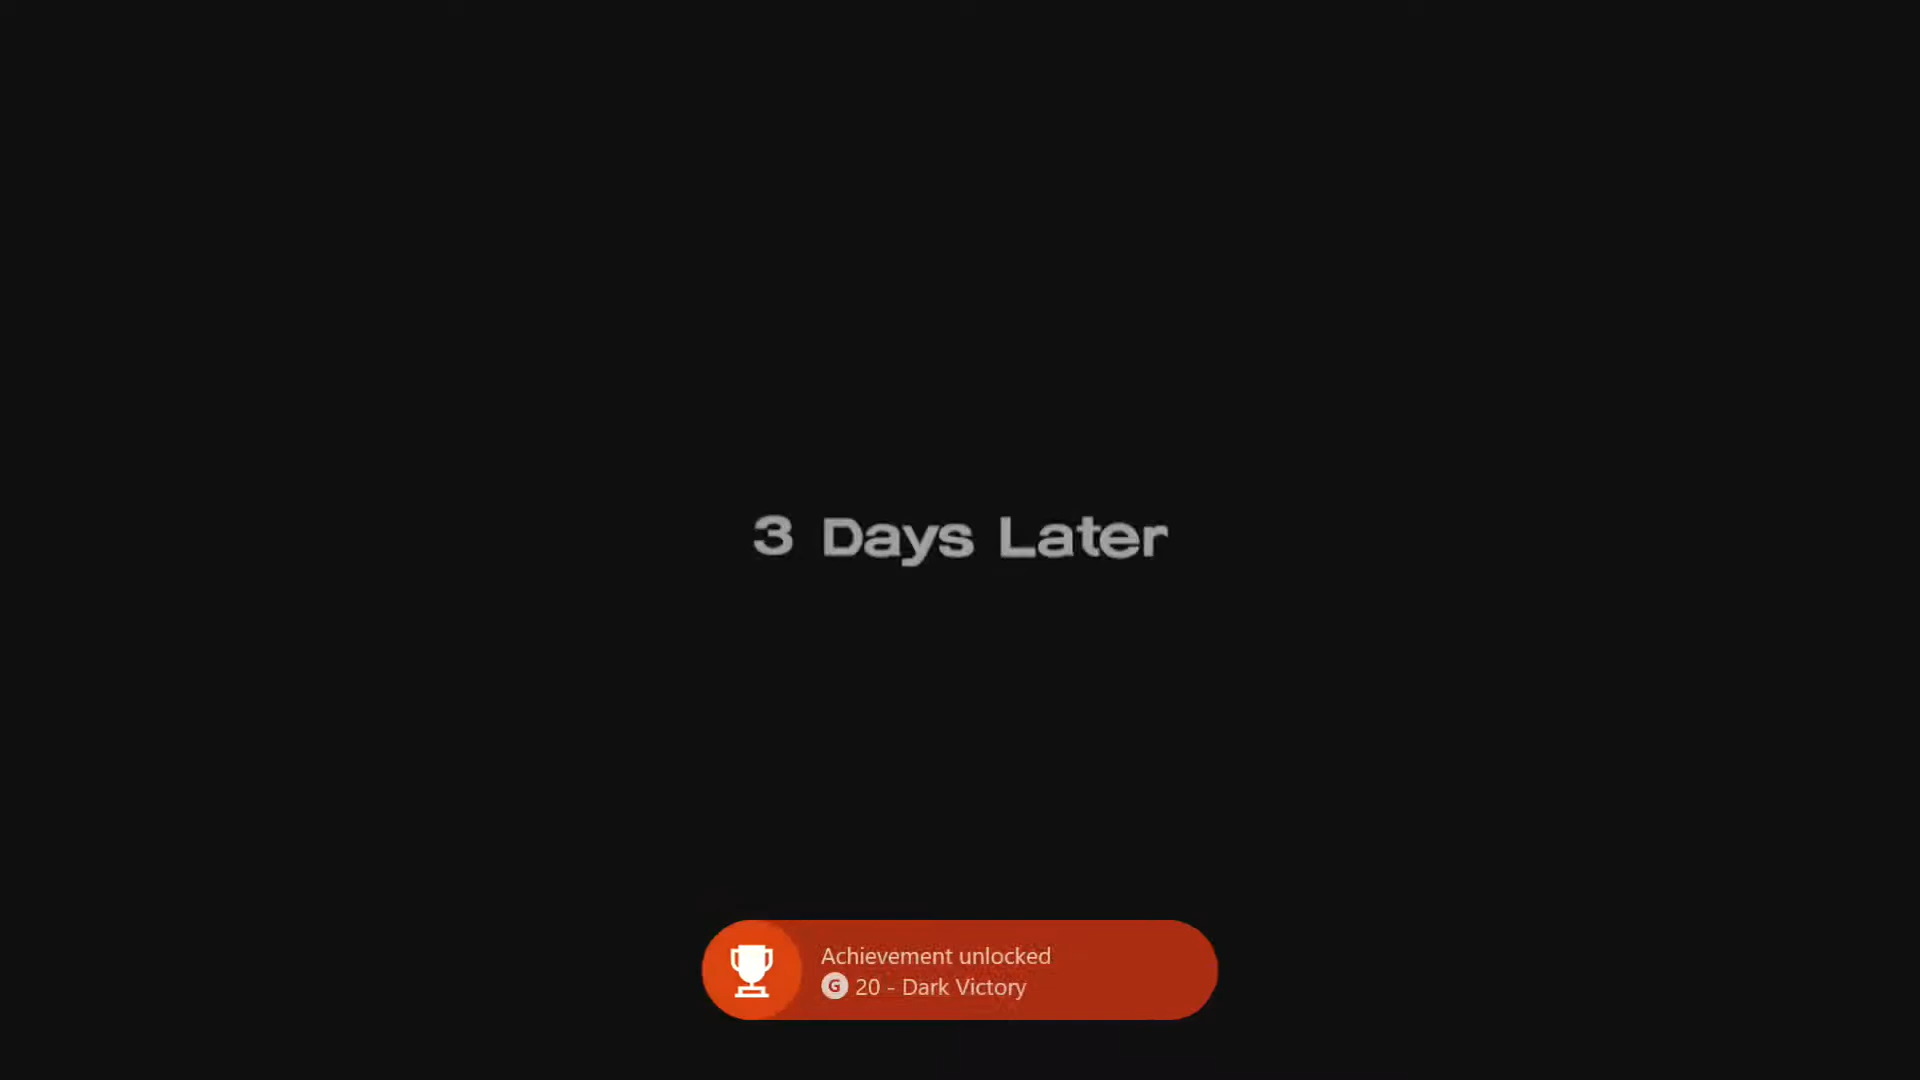 3 Days Later
Achievement unlocked
G 20 - Dark Victory